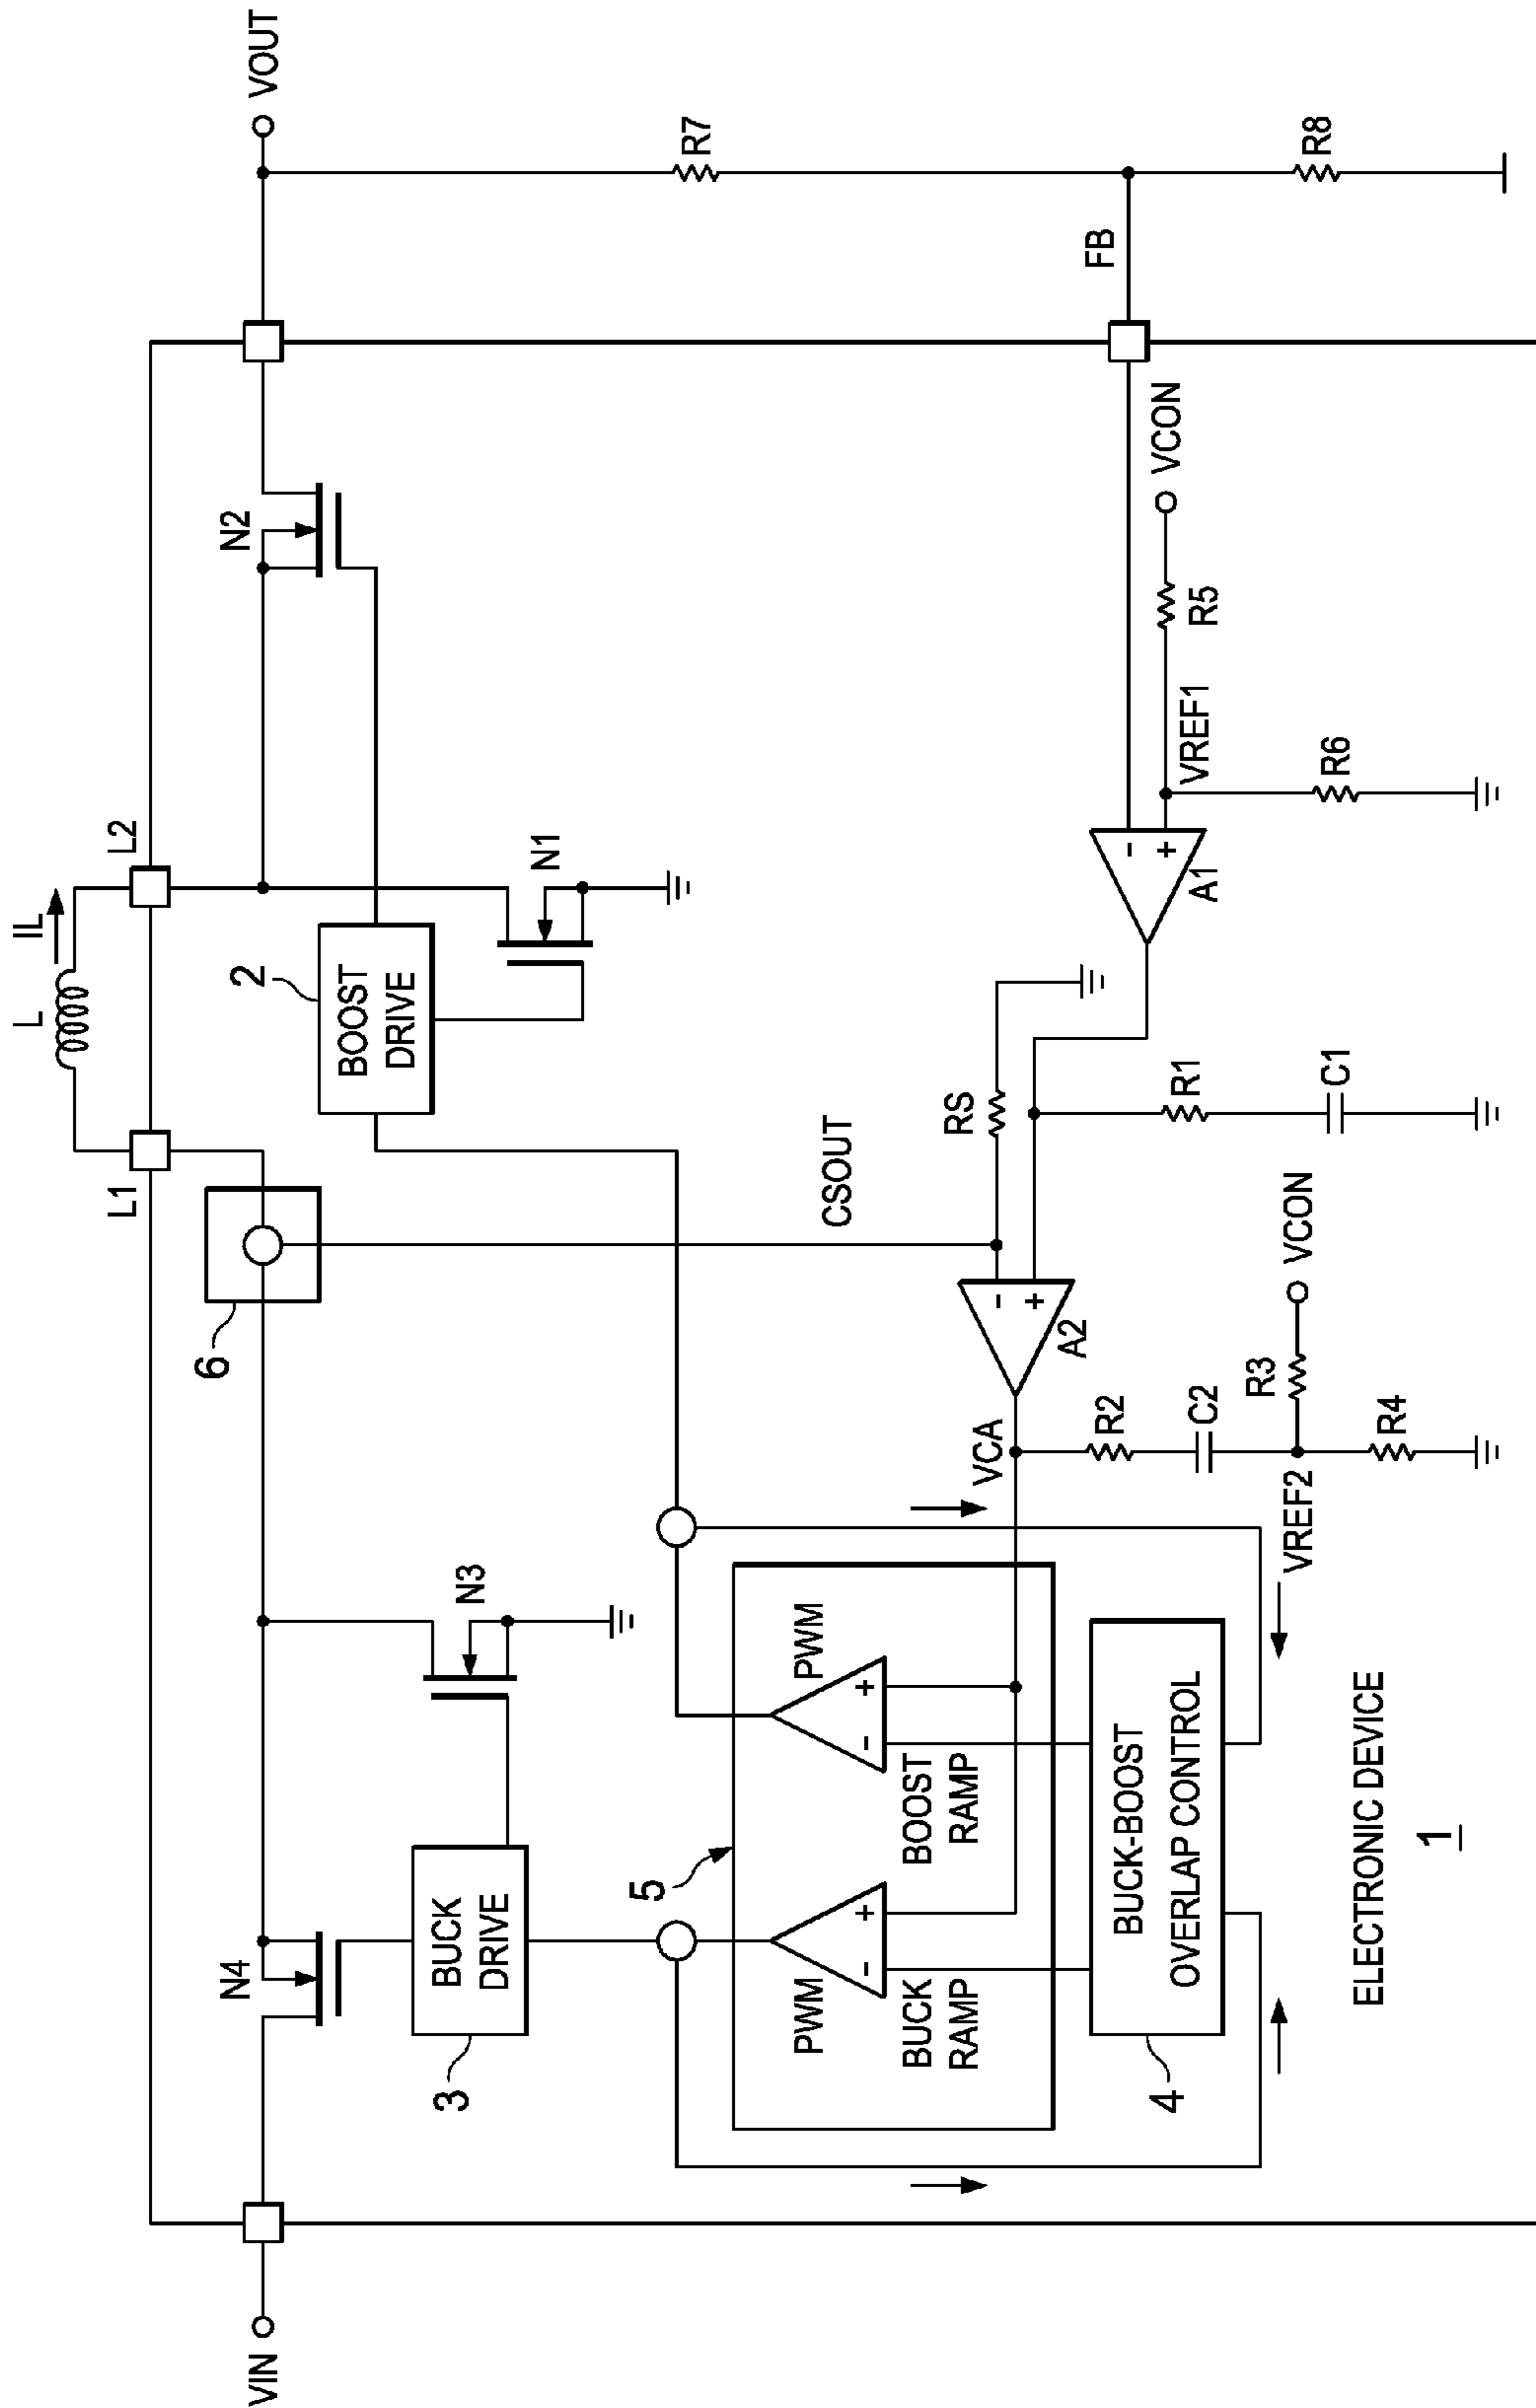 L
IL
L1
L2
VIN
N4
6
N2
VOUT
N3
2
BOOST
DRIVE
N1
3
BUCK
DRIVE
R7
5
PWM
PWM
-
+
-
+
BUCK
RAMP
BOOST
RAMP
CSOUT
RS
VCA
-
+
A2
FB
-
+
A1
VREF1
R5
VCON
R2
C2
R1
4
BUCK-BOOST
OVERLAP CONTROL
R3
VCON
VREF2
R4
C1
R6
R8
ELECTRONIC DEVICE
1